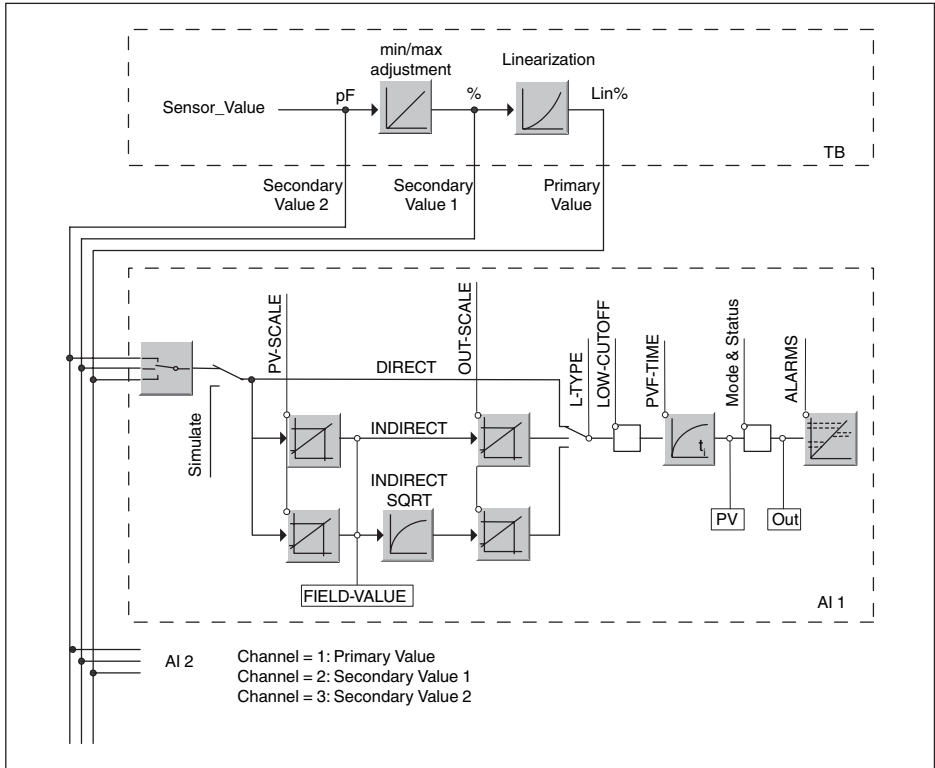 min/max
adjustment
Linearization
Sensor_Value
pF
%
Lin%
TB
Secondary
Value 2
Secondary
Value 1
Primary
Value
PV-SCALE
OUT-SCALE
L-TYPE
LOW-CUTOFF
PVF-TIME
Mode & Status
ALARMS
DIRECT
Simulate
INDIRECT
INDIRECT
SQRT
ti
PV
Out
FIELD-VALUE
AI 1
AI 2
Channel = 1: Primary Value
Channel = 2: Secondary Value 1
Channel = 3: Secondary Value 2